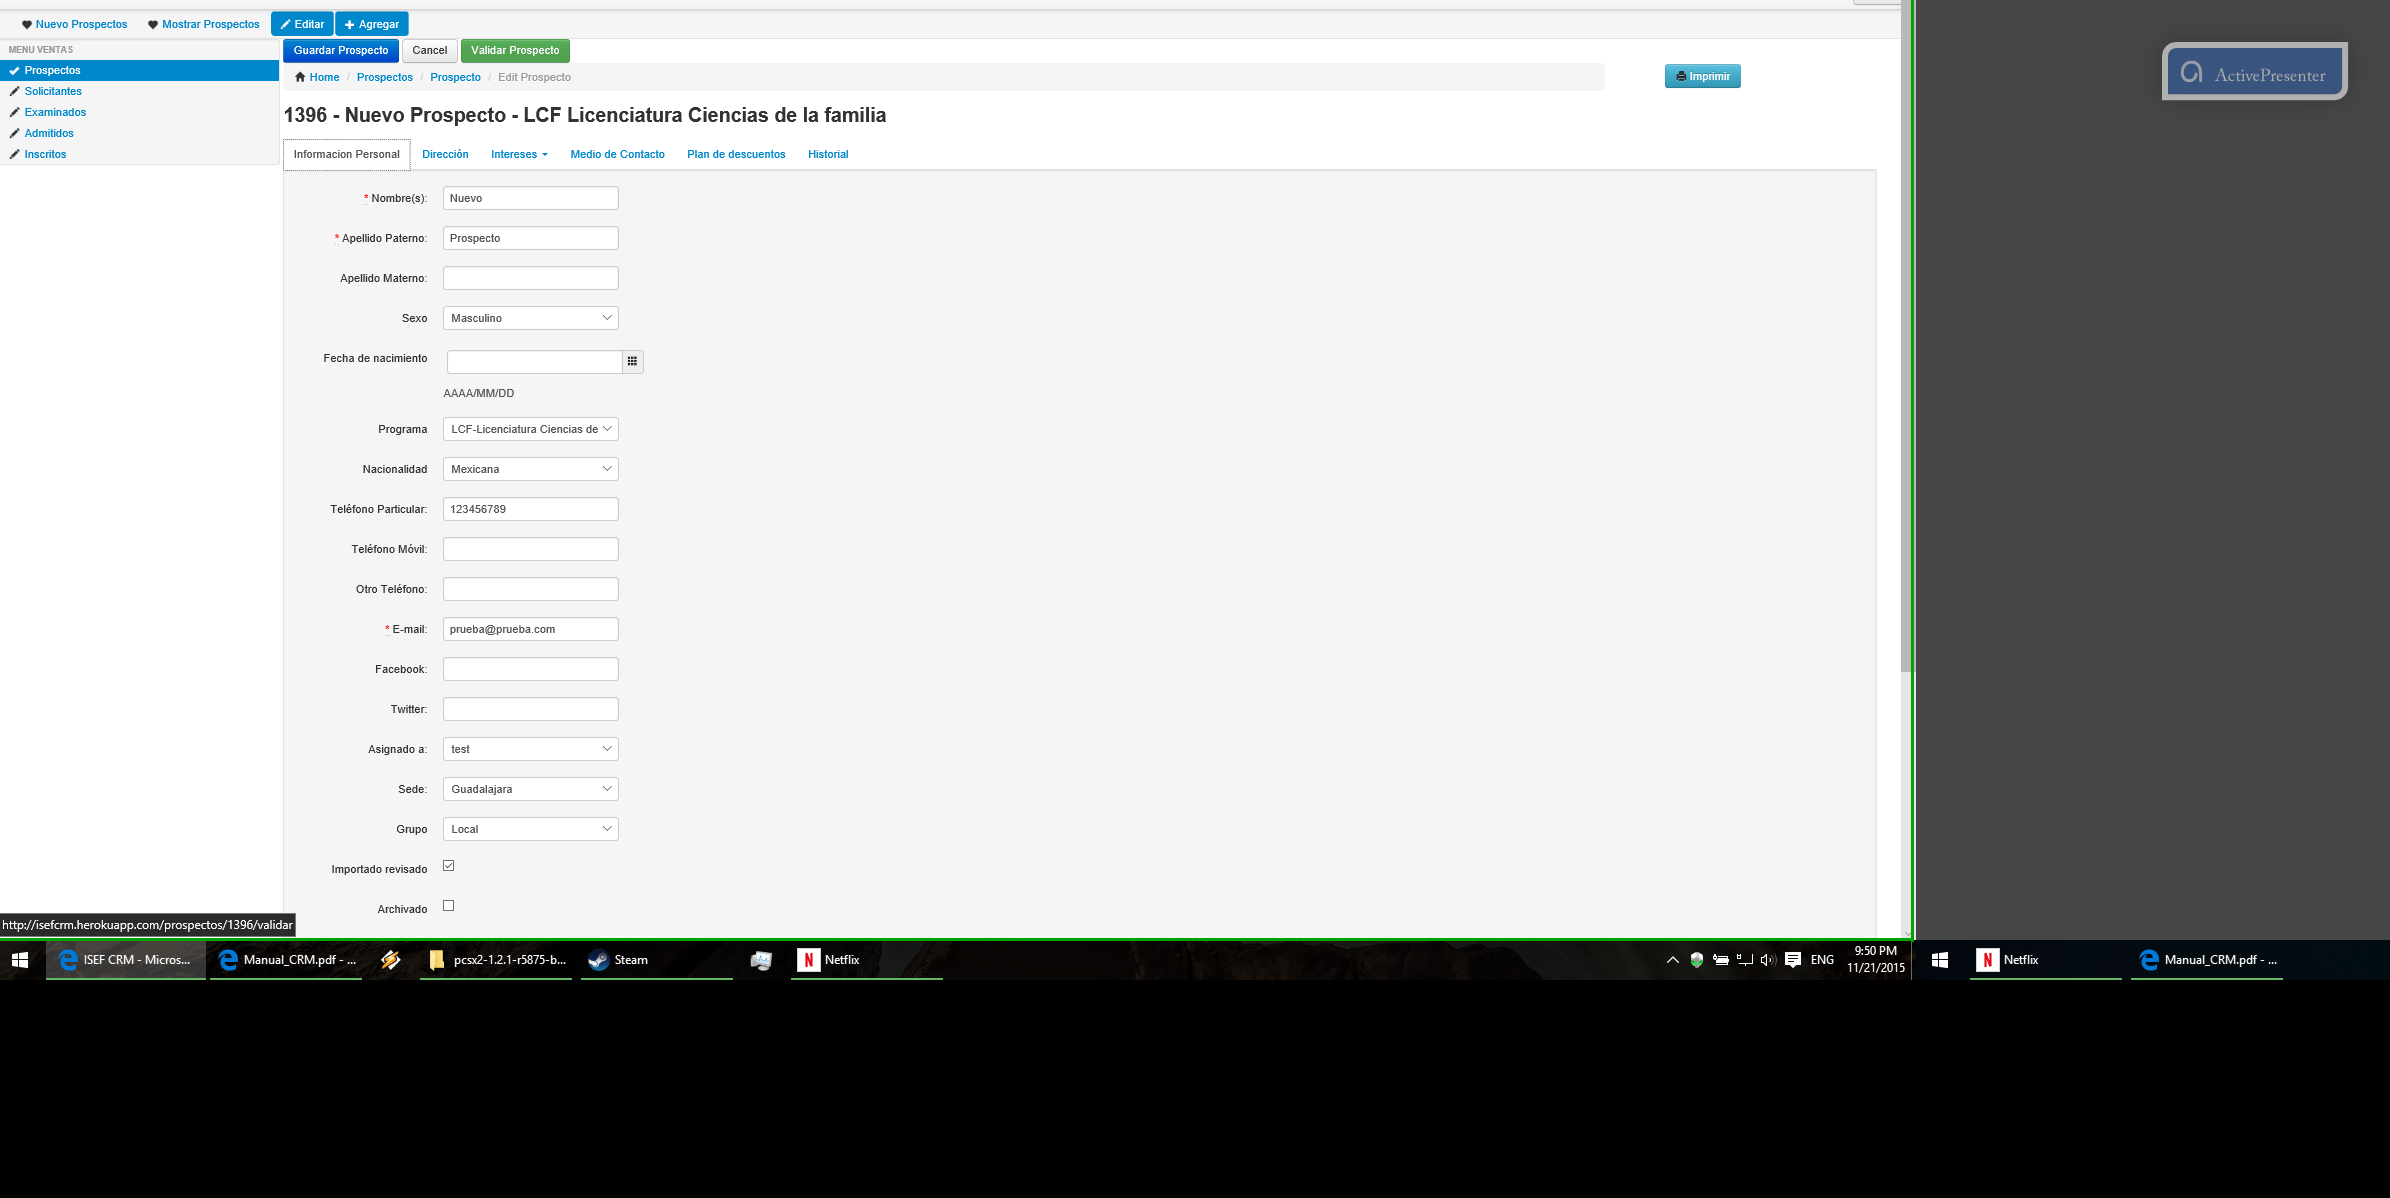 Nuevo Prospectos Mostrar Prospectos Editar Agregar
MENU VENTAS
Prospectos
Solicitantes
Examinados
Admitidos
Inscritos
Guardar Prospecto Cancel Validar Prospecto
Home / Prospectos / Prospecto / Edit Prospecto
Imprimir
1396 - Nuevo Prospecto - LCF Licenciatura Ciencias de la familia
Informacion Personal Dirección Intereses Medio de Contacto Plan de descuentos Historial
* Nombre(s): Nuevo
* Apellido Paterno: Prospecto
Apellido Materno:
Sexo Masculino
Fecha de nacimiento
AAAA/MM/DD
Programa LCF-Licenciatura Ciencias de
Nacionalidad Mexicana
Teléfono Particular: 123456789
Teléfono Móvil:
Otro Teléfono:
* E-mail: prueba@prueba.com
Facebook:
Twitter:
Asignado a: test
Sede: Guadalajara
Grupo Local
Importado revisado
Archivado
http://isefcrm.herokuapp.com/prospectos/1396/validar
ISEF CRM - Micros... Manual_CRM.pdf - ... pcsx2-1.2.1-r5875-b... Steam N Netflix
ENG
9:50 PM
11/21/2015
N Netflix Manual_CRM.pdf - ...
ActivePresenter